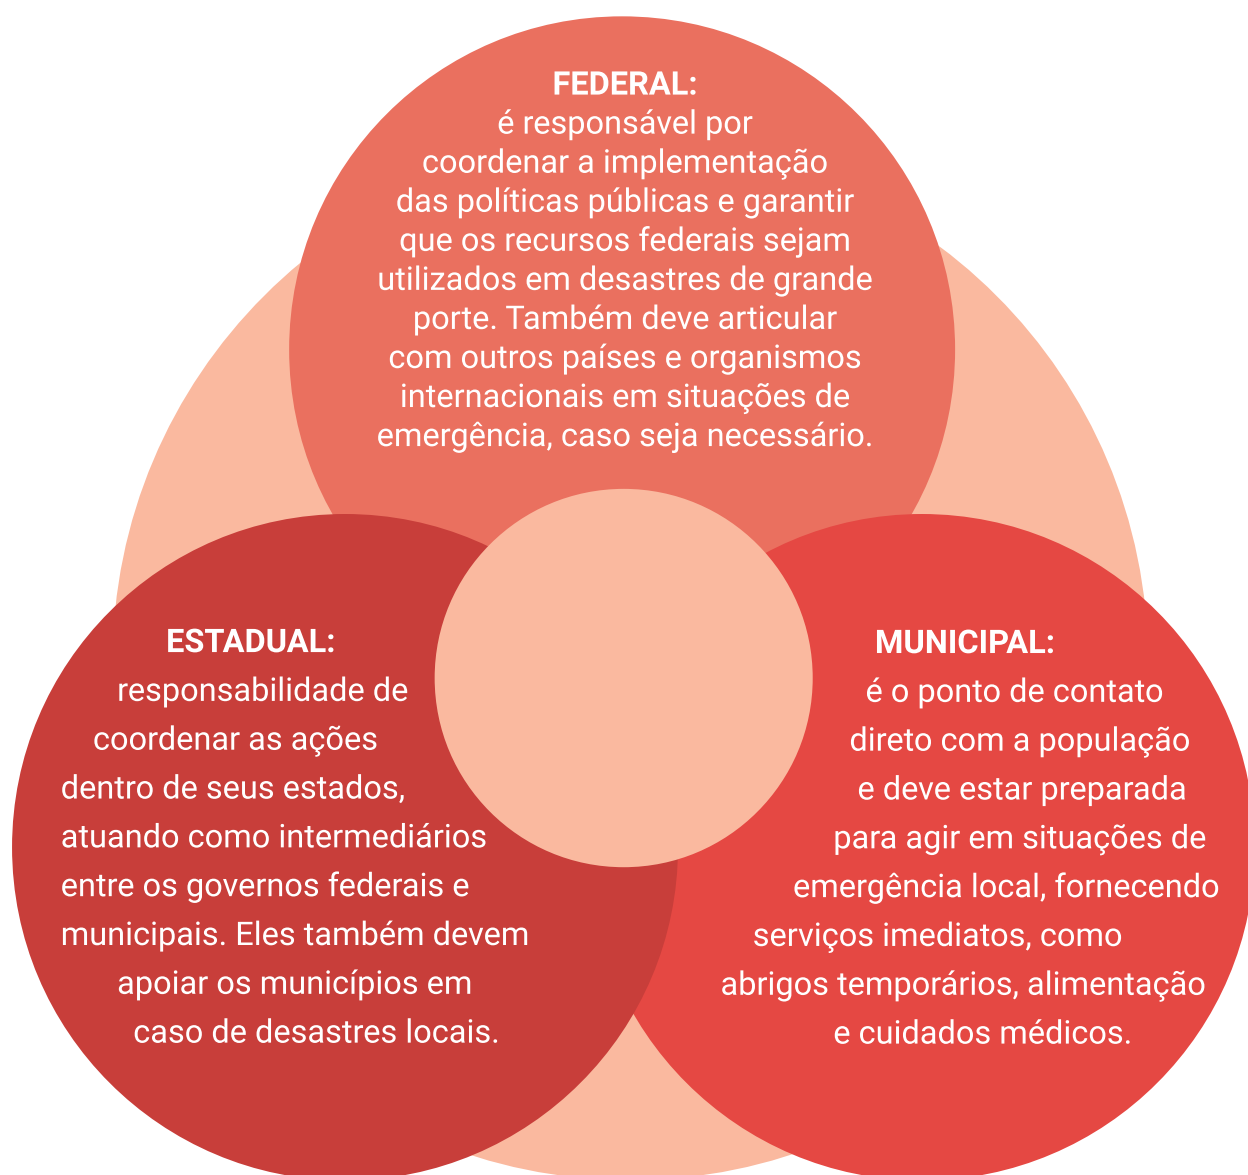 FEDERAL:
é responsável por
coordenar a implementação
das políticas públicas e garantir
que os recursos federais sejam
utilizados em desastres de grande
porte. Também deve articular
com outros países e organismos
internacionais em situações de
emergência, caso seja necessário.
ESTADUAL:
responsabilidade de
coordenar as ações
dentro de seus estados,
atuando como intermediários
entre os governos federais e
municipais. Eles também devem
apoiar os municípios em
caso de desastres locais.
MUNICIPAL:
é o ponto de contato
direto com a população
e deve estar preparada
para agir em situações de
emergência local, fornecendo
serviços imediatos, como
abrigos temporários, alimentação
e cuidados médicos.